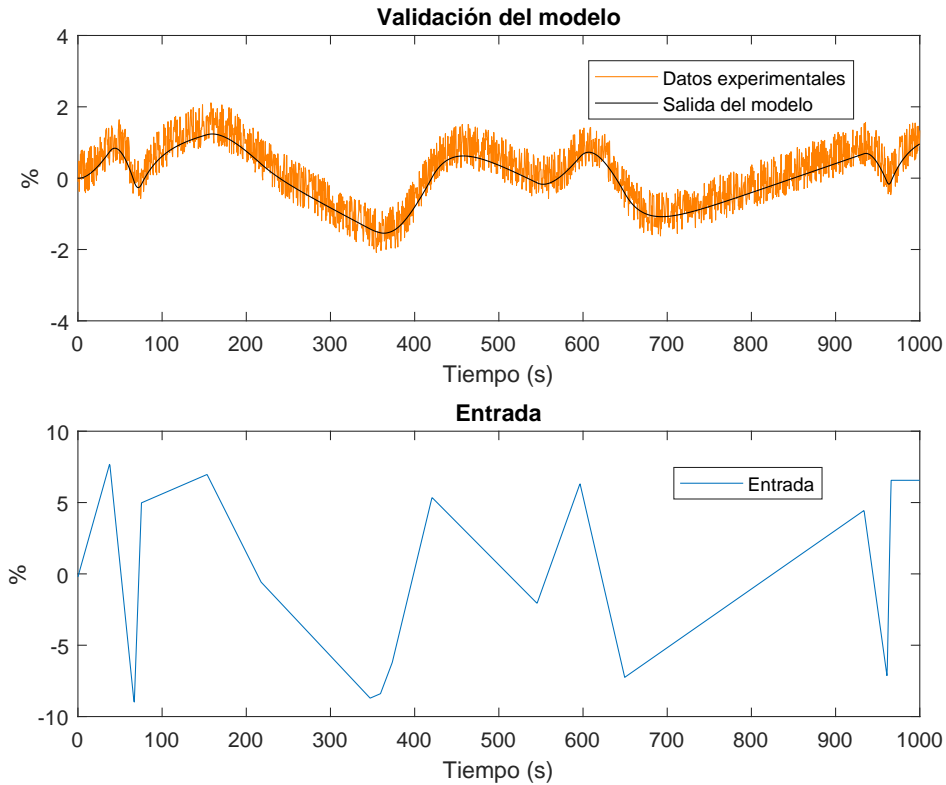 Validación del modelo
4
2
0
-2
-4
%
Datos experimentales
Salida del modelo
0 100 200 300 400 500 600 700 800 900 1000
Tiempo (s)
Entrada
10
5
0
-5
-10
%
Entrada
0 100 200 300 400 500 600 700 800 900 1000
Tiempo (s)